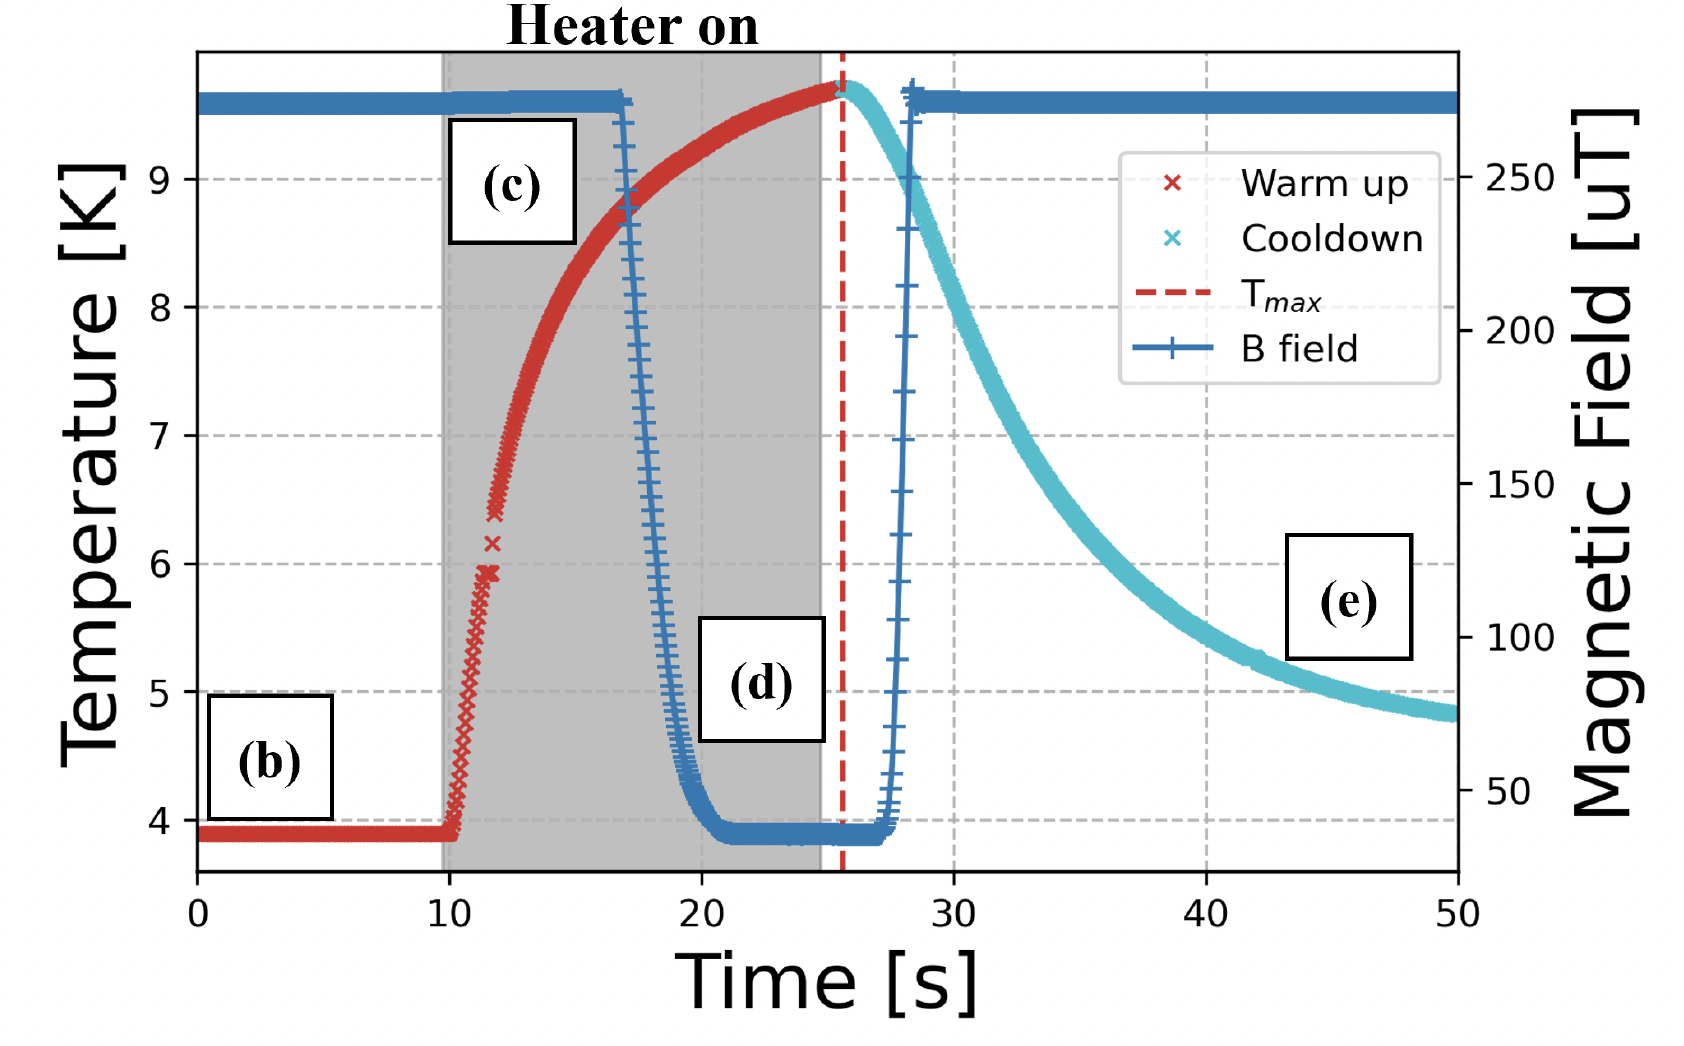 Heater on
Temperature [K]
9
8
7
6
5
4
(b)
(c)
(d)
(e)
Warm up
Cooldown
T_max
B field
250
200
150
100
50
Magnetic Field [uT]
0 10 20 30 40 50
Time [s]